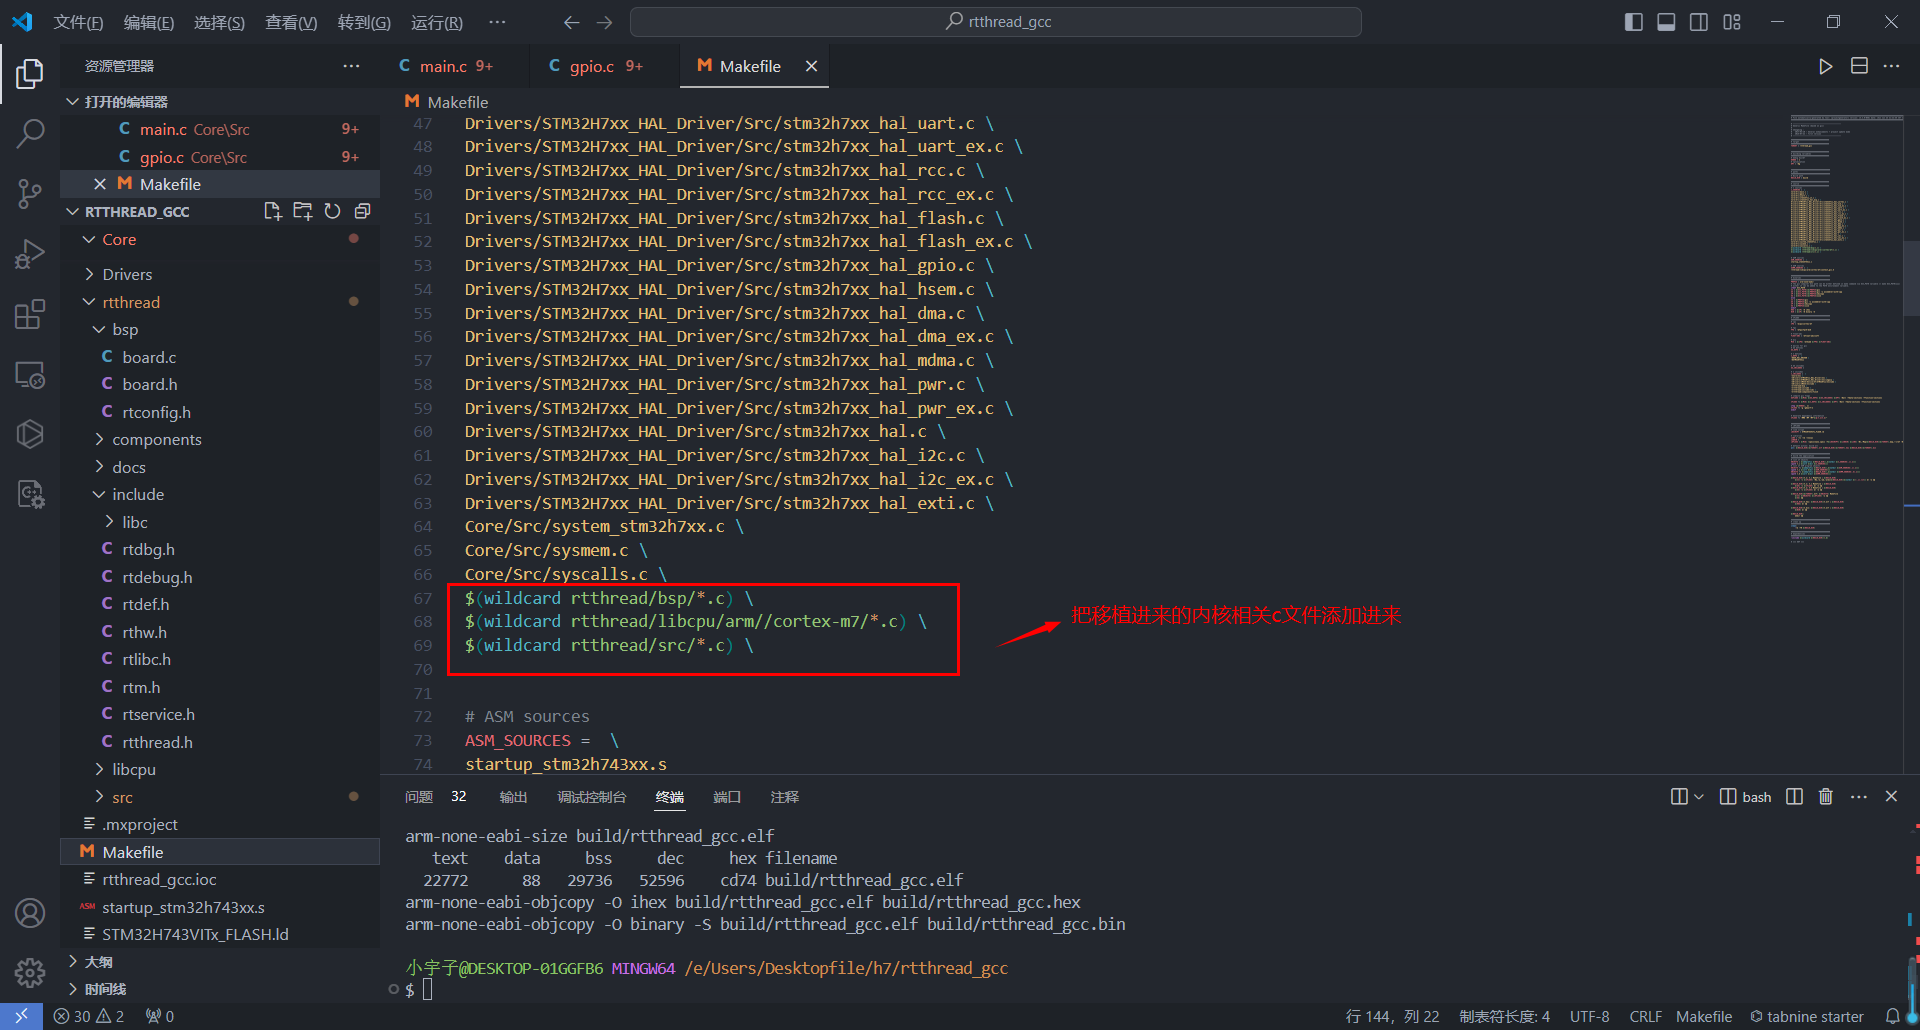 文件(F) 编辑(E) 选择(S) 查看(V) 转到(G) 运行(R) ··· rtthread_gcc
资源管理器 ···
main.c 9+ gpio.c 9+ Makefile
打开的编辑器
main.c Core\Src 9+
gpio.c Core\Src 9+
Makefile
RTTHREAD_GCC
Core
Drivers
rtthread
bsp
board.c
board.h
rtconfig.h
components
docs
include
libc
rtdbg.h
rtdebug.h
rtdef.h
rthw.h
rtlibc.h
rtm.h
rtservice.h
rtthread.h
libcpu
src
.mxproject
Makefile
rtthread_gcc.ioc
ASM startup_stm32h743xx.s
STM32H743VITx_FLASH.ld
大纲
时间线
Makefile
47 Drivers/STM32H7xx_HAL_Driver/Src/stm32h7xx_hal_uart.c \
48 Drivers/STM32H7xx_HAL_Driver/Src/stm32h7xx_hal_uart_ex.c \
49 Drivers/STM32H7xx_HAL_Driver/Src/stm32h7xx_hal_rcc.c \
50 Drivers/STM32H7xx_HAL_Driver/Src/stm32h7xx_hal_rcc_ex.c \
51 Drivers/STM32H7xx_HAL_Driver/Src/stm32h7xx_hal_flash.c \
52 Drivers/STM32H7xx_HAL_Driver/Src/stm32h7xx_hal_flash_ex.c \
53 Drivers/STM32H7xx_HAL_Driver/Src/stm32h7xx_hal_gpio.c \
54 Drivers/STM32H7xx_HAL_Driver/Src/stm32h7xx_hal_hsem.c \
55 Drivers/STM32H7xx_HAL_Driver/Src/stm32h7xx_hal_dma.c \
56 Drivers/STM32H7xx_HAL_Driver/Src/stm32h7xx_hal_dma_ex.c \
57 Drivers/STM32H7xx_HAL_Driver/Src/stm32h7xx_hal_mdma.c \
58 Drivers/STM32H7xx_HAL_Driver/Src/stm32h7xx_hal_pwr.c \
59 Drivers/STM32H7xx_HAL_Driver/Src/stm32h7xx_hal_pwr_ex.c \
60 Drivers/STM32H7xx_HAL_Driver/Src/stm32h7xx_hal.c \
61 Drivers/STM32H7xx_HAL_Driver/Src/stm32h7xx_hal_i2c.c \
62 Drivers/STM32H7xx_HAL_Driver/Src/stm32h7xx_hal_i2c_ex.c \
63 Drivers/STM32H7xx_HAL_Driver/Src/stm32h7xx_hal_exti.c \
64 Core/Src/system_stm32h7xx.c \
65 Core/Src/sysmem.c \
66 Core/Src/syscalls.c \
67 $(wildcard rtthread/bsp/*.c) \
68 $(wildcard rtthread/libcpu/arm//cortex-m7/*.c) \
69 $(wildcard rtthread/src/*.c) \
70
71
72 # ASM sources
73 ASM_SOURCES = \
74 startup_stm32h743xx.s
把移植进来的内核相关c文件添加进来
问题 32 输出 调试控制台 终端 端口 注释 bash ···
arm-none-eabi-size build/rtthread_gcc.elf
text data bss dec hex filename
22772 88 29736 52596 cd74 build/rtthread_gcc.elf
arm-none-eabi-objcopy -O ihex build/rtthread_gcc.elf build/rtthread_gcc.hex
arm-none-eabi-objcopy -O binary -S build/rtthread_gcc.elf build/rtthread_gcc.bin
小宇子@DESKTOP-01GGFB6 MINGW64 /e/Users/Desktopfile/h7/rtthread_gcc
$
30 2 0 行 144, 列 22 制表符长度: 4 UTF-8 CRLF Makefile tabnine starter